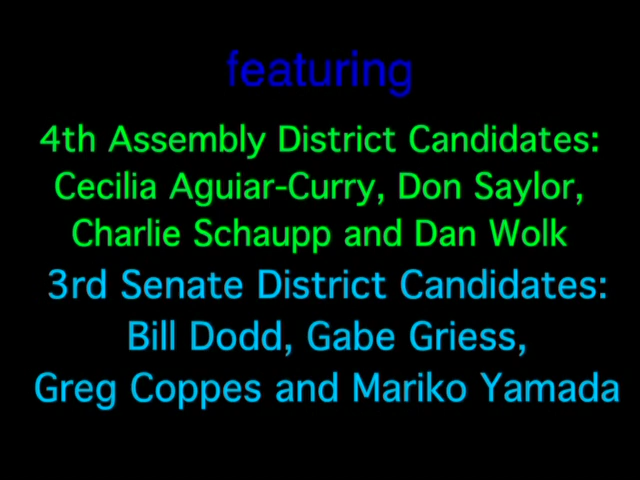 featuring
4th Assembly District Candidates:
Cecilia Aguiar-Curry, Don Saylor,
Charlie Schaupp and Dan Wolk
3rd Senate District Candidates:
Bill Dodd, Gabe Griess,
Greg Coppes and Mariko Yamada